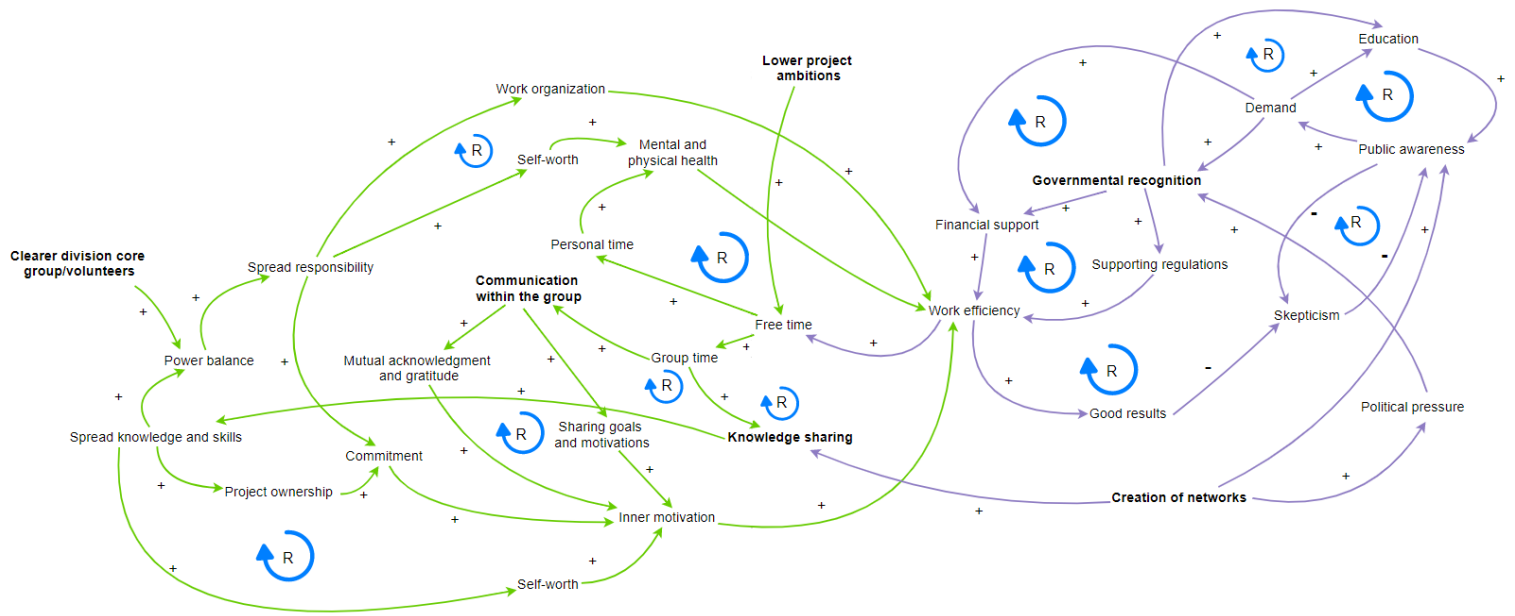 Education
+
R
+
+
Lower project
ambitions
+
R
Work organization
Demand
R
+
+
R
+
+
Self-worth
Mental and
physical health
Public awareness
+
+
+
Governmental recognition
+
+
-
R
+
Financial support
+
+
+
Personal time
Clearer division core
group/volunteers
Spread responsibility
R
+
R
Supporting regulations
-
Communication
within the group
+
+
+
+
Work efficiency
Skepticism
+
+
Free time
+
Power balance
+
Mutual acknowledgment
and gratitude
+
+
Group time
+
+
R
-
R
+
+
+
R
Good results
Political pressure
Spread knowledge and skills
R
Sharing goals
and motivations
Knowledge sharing
Commitment
+
+
+
+
Project ownership
+
Creation of networks
+
+
Inner motivation
+
+
R
+
+
Self-worth